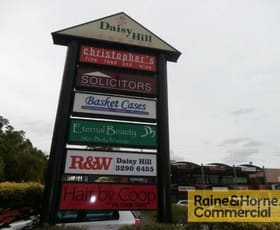 Daisy Hill
christopher's
SOLICITORS
Basket Cases
Eternal Beauty
R&W Daisy Hill
3290 6455
Hair by Coop
Raine&Horne.
Commercial